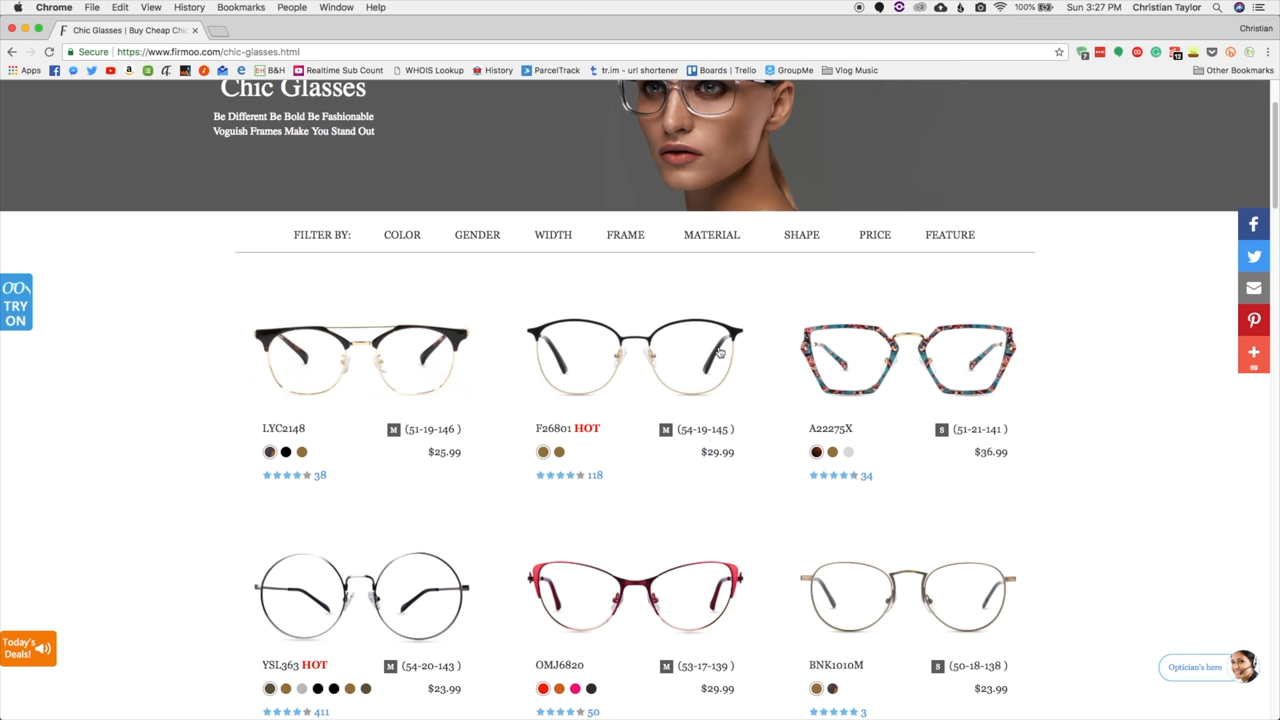 Chrome File Edit View History Bookmarks People Window Help 100% Sun 3:27 PM Christian Taylor
Chic Glasses | Buy Cheap Chi Christian
Secure https://www.firmoo.com/chic-glasses.html
Apps B&H Realtime Sub Count WHOIS Lookup History ParcelTrack tr.im - url shortener Boards | Trello GroupMe Vlog Music Other Bookmarks
Chic Glasses
Be Different Be Bold Be Fashionable
Voguish Frames Make You Stand Out
FILTER BY: COLOR GENDER WIDTH FRAME MATERIAL SHAPE PRICE FEATURE
TRY
ON
69
LYC2148 M (51-19-146 )
$25.99
38
F26801 HOT M (54-19-145 )
$29.99
118
A22275X S (51-21-141 )
$36.99
34
YSL363 HOT M (54-20-143 )
$23.99
411
OMJ6820 M (53-17-139 )
$29.99
50
BNK1010M S (50-18-138 )
$23.99
3
Today's
Deals!
Optician's here